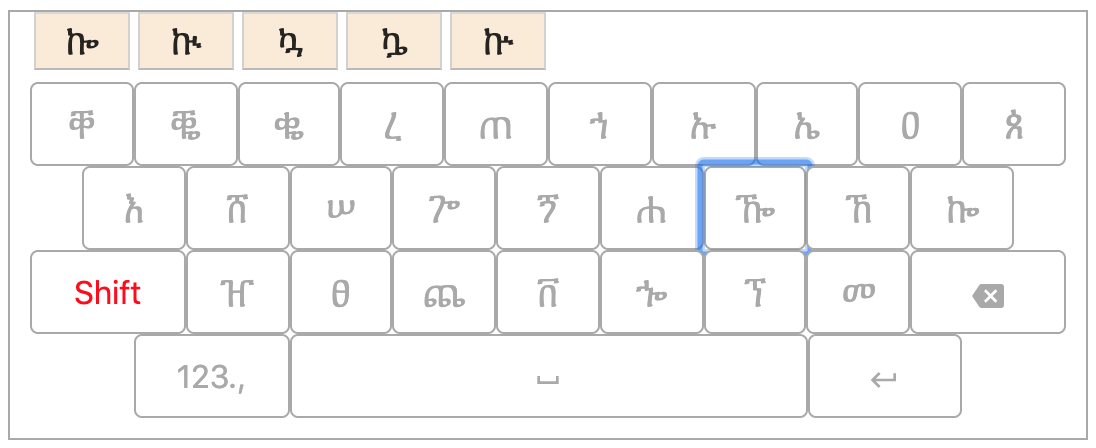 ኰ ኲ ኳ ኴ ኵ
ቐ ቜ ቌ ረ ጠ ኀ ኡ ኤ ዐ ጰ
እ ሸ ሠ ጐ ኘ ሐ ዀ ኸ ኰ
Shift ዠ ፀ ጨ ቨ ኈ ፐ መ
123.,